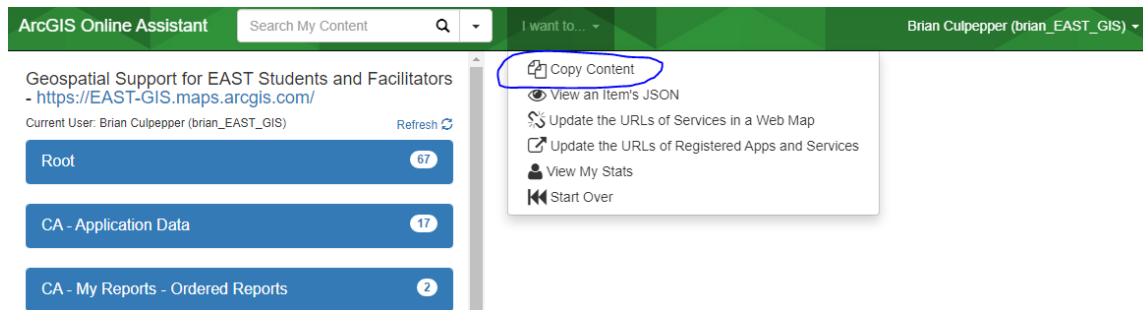 ArcGIS Online Assistant
Search My Content
I want to...
Brian Culpepper (brian_EAST_GIS)
Geospatial Support for EAST Students and Facilitators
- https://EAST-GIS.maps.arcgis.com/
Current User: Brian Culpepper (brian_EAST_GIS)
Refresh
Root 67
CA - Application Data 17
CA - My Reports - Ordered Reports 2
Copy Content
View an Item's JSON
Update the URLs of Services in a Web Map
Update the URLs of Registered Apps and Services
View My Stats
Start Over